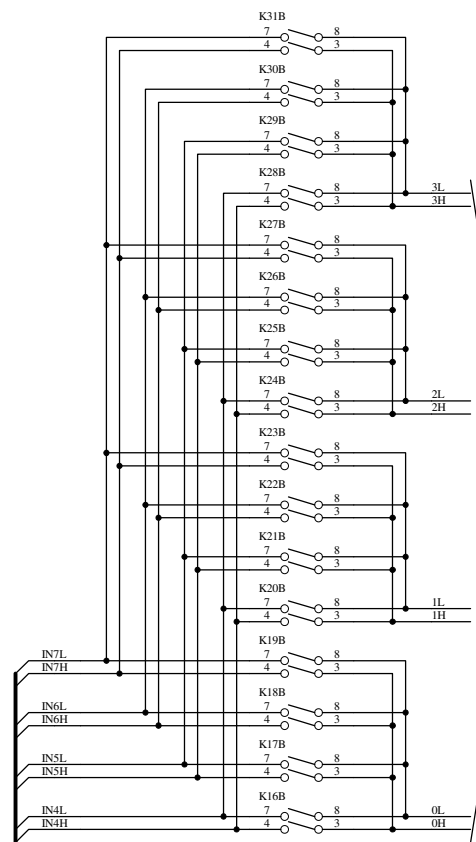 K31B
7 8
4 3
K30B
7 8
4 3
K29B
7 8
4 3
K28B
7 8 3L
4 3 3H
K27B
7 8
4 3
K26B
7 8
4 3
K25B
7 8
4 3
K24B
7 8 2L
4 3 2H
K23B
7 8
4 3
K22B
7 8
4 3
K21B
7 8
4 3
K20B
7 8 1L
4 3 1H
K19B
IN7L 7 8
IN7H 4 3
K18B
IN6L 7 8
IN6H 4 3
K17B
IN5L 7 8
IN5H 4 3
K16B
IN4L 7 8 0L
IN4H 4 3 0H